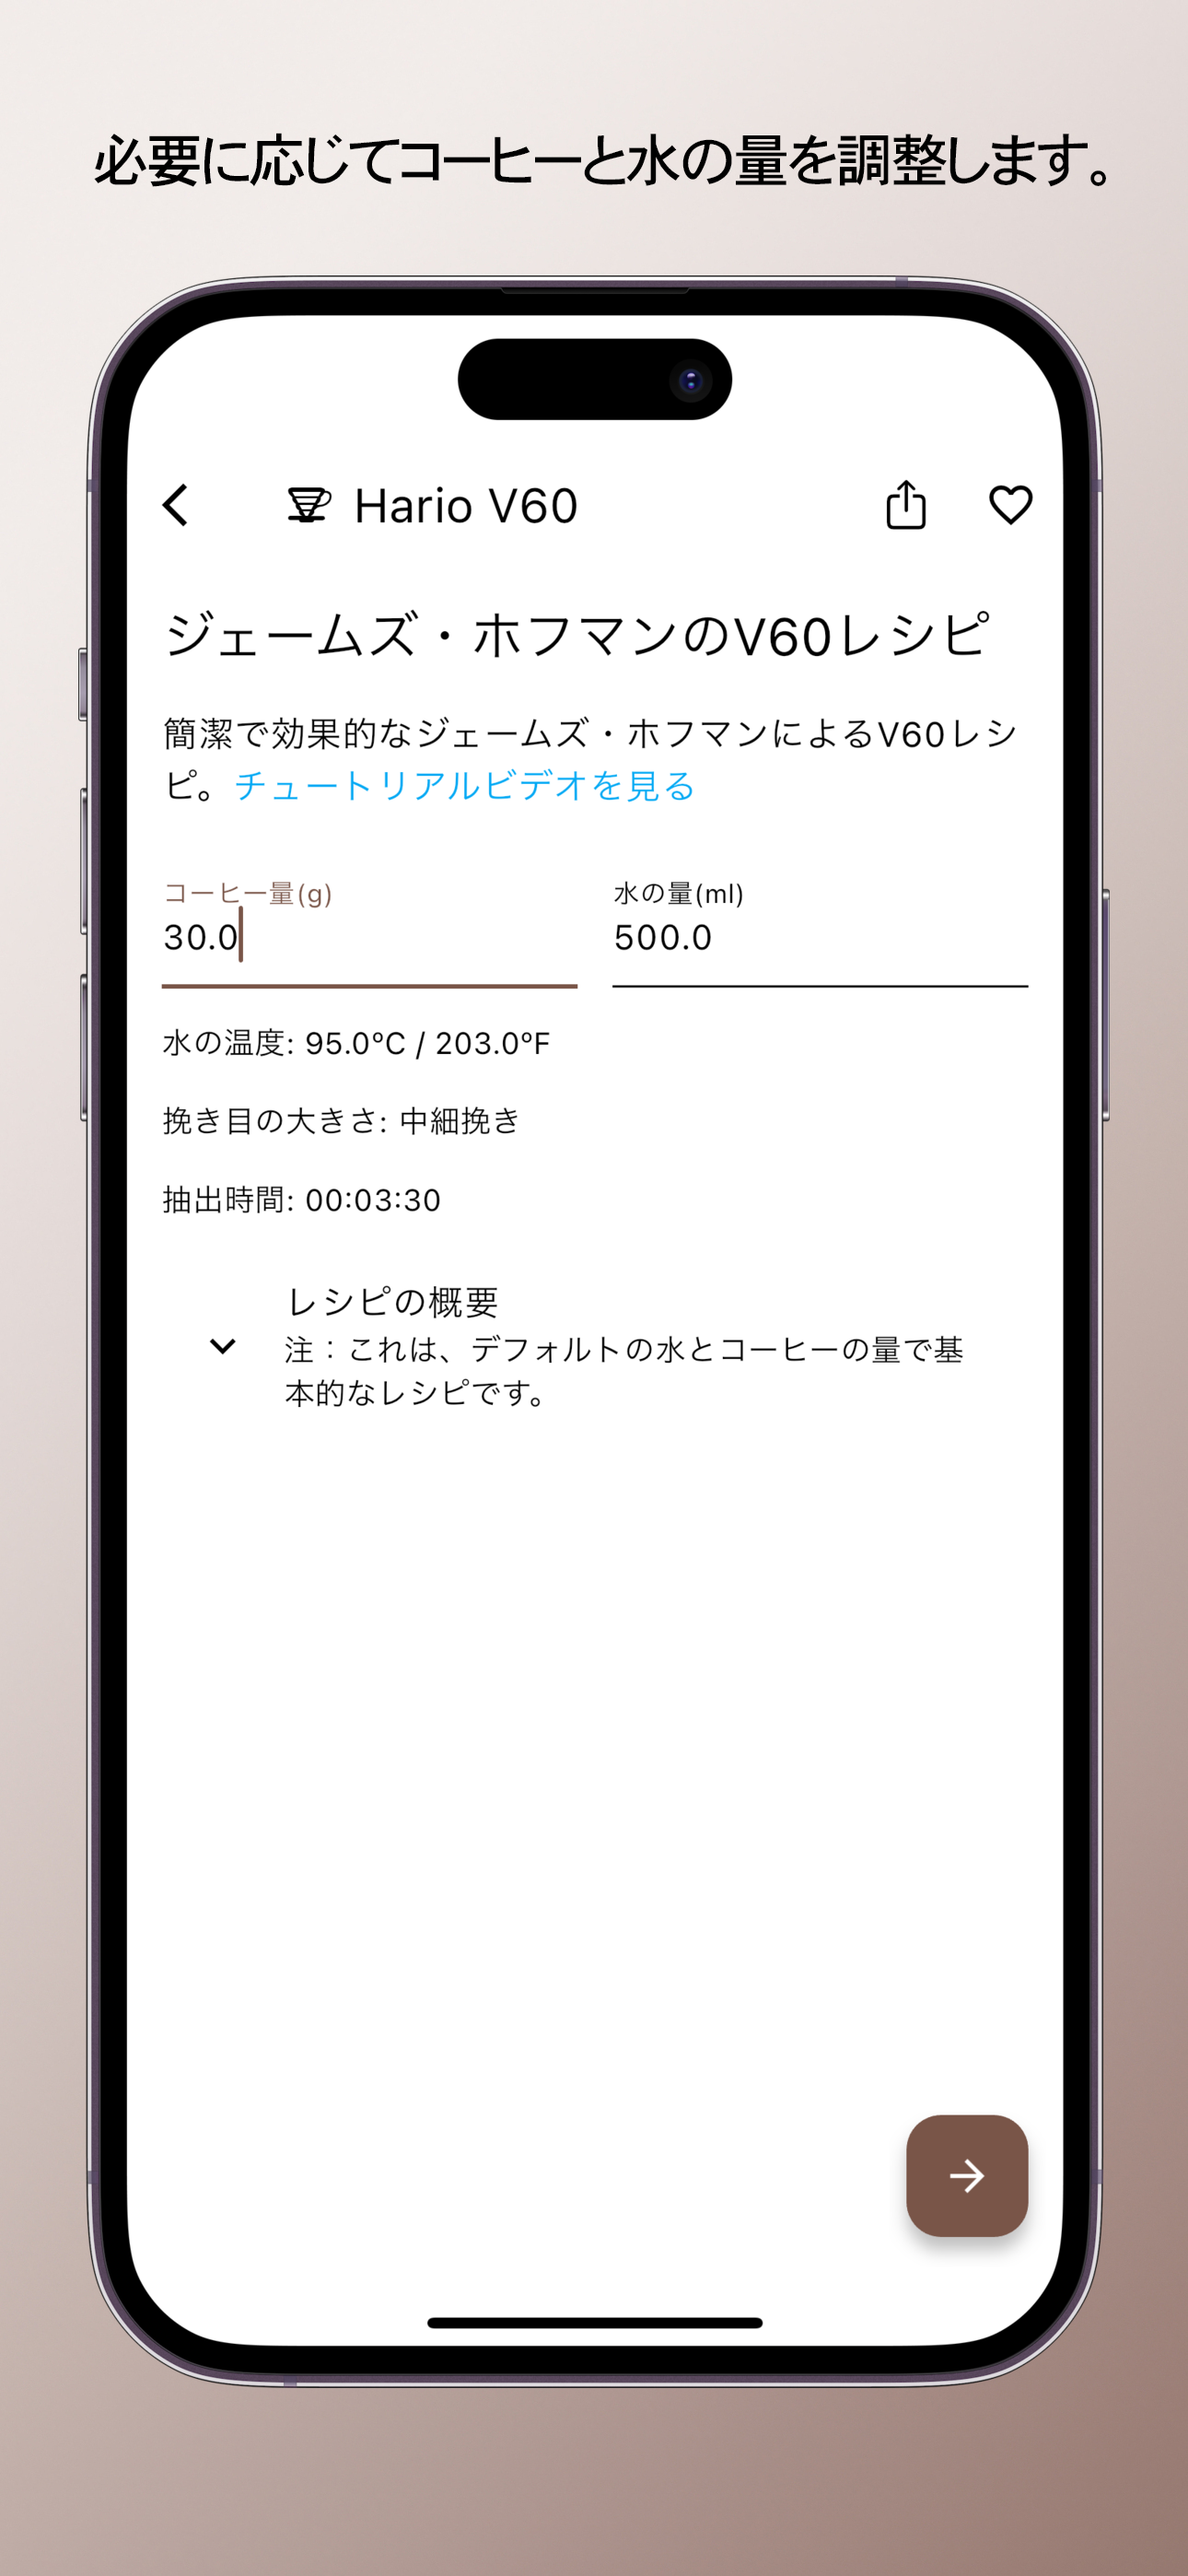 必要に応じてコーヒーと水の量を調整します。
Hario V60
ジェームズ・ホフマンのV60レシピ
簡潔で効果的なジェームズ・ホフマンによるV60レシ
ピ。チュートリアルビデオを見る
コーヒー量(g)
30.0
水の量(ml)
500.0
水の温度: 95.0ºC / 203.0ºF
挽き目の大きさ: 中細挽き
抽出時間: 00:03:30
レシピの概要
注：これは、デフォルトの水とコーヒーの量で基
本的なレシピです。